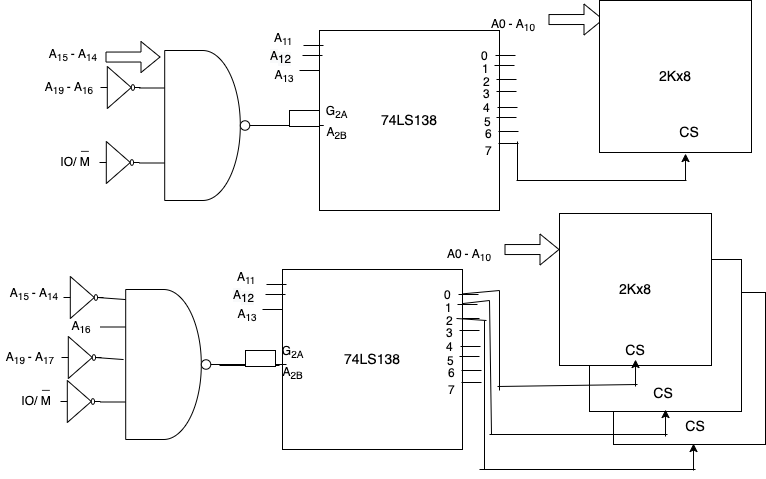 A0 - A10
A11
A15 - A14
A12
A13
0
1
2
3
4
5
6
7
2Kx8
A19 - A16
G2A
74LS138
A2B
CS
IO/ M̅
A0 - A10
A11
A12
A13
0
1
2
3
4
5
6
7
2Kx8
A15 - A14
A16
A19 - A17
G2A
74LS138
A2B
CS
IO/ M̅
CS
CS